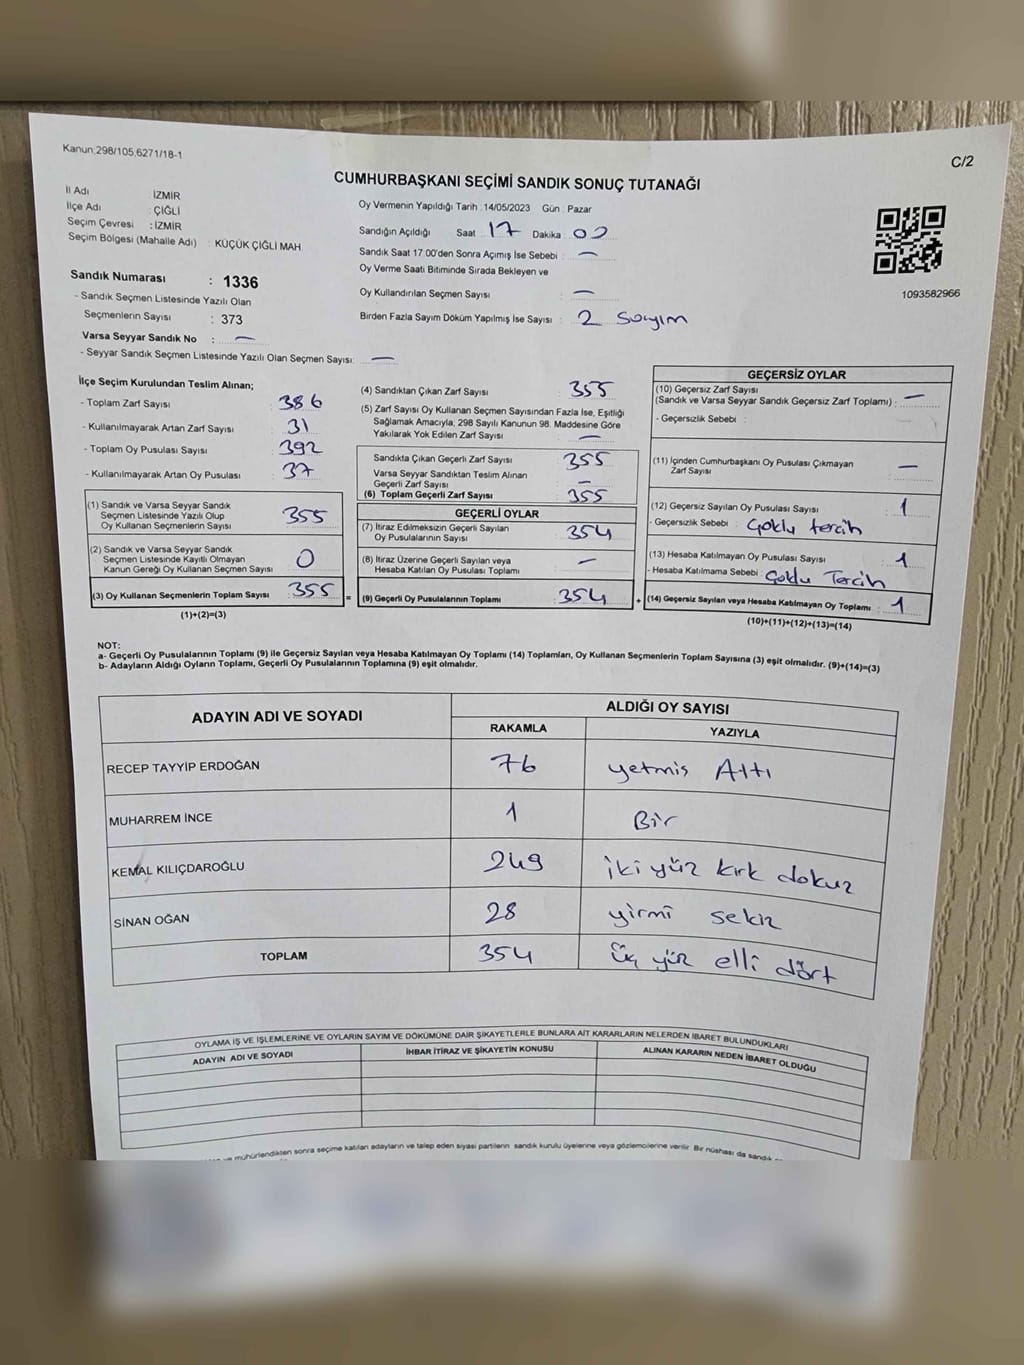 Kanun:298/105,6271/18-1
C/2
CUMHURBAŞKANI SEÇİMİ SANDIK SONUÇ TUTANAĞI
İl Adı : İZMİR
İlçe Adı : ÇİĞLİ
Seçim Çevresi : İZMİR
Seçim Bölgesi (Mahalle Adı) : KÜÇÜK ÇİĞLİ MAH.
Sandık Numarası : 1336
- Sandık Seçmen Listesinde Yazılı Olan
Seçmenlerin Sayısı : 373
Varsa Seyyar Sandık No : —
- Seyyar Sandık Seçmen Listesinde Yazılı Olan Seçmen Sayısı: —
Oy Vermenin Yapıldığı Tarih :14/05/2023 Gün : Pazar
Sandığın Açıldığı Saat 17 Dakika 00
Sandık Saat 17:00'den Sonra Açımış İse Sebebi : —
Oy Verme Saati Bitiminde Sırada Bekleyen ve
Oy Kullandırılan Seçmen Sayısı : —
Birden Fazla Sayım Döküm Yapılmış İse Sayısı : 2 Sayım
1093582966
İlçe Seçim Kurulundan Teslim Alınan;
- Toplam Zarf Sayısı : 386
- Kullanılmayarak Artan Zarf Sayısı : 31
- Toplam Oy Pusulası Sayısı : 392
- Kullanılmayarak Artan Oy Pusulası : 37
(1) Sandık ve Varsa Seyyar Sandık
Seçmen Listesinde Yazılı Olup
Oy Kullanan Seçmenlerin Sayısı : 355
(2) Sandık ve Varsa Seyyar Sandık
Seçmen Listesinde Kayıtlı Olmayan
Kanun Gereği Oy Kullanan Seçmen Sayısı : 0
(3) Oy Kullanan Seçmenlerin Toplam Sayısı : 355
(1)+(2)=(3)
(4) Sandıktan Çıkan Zarf Sayısı : 355
(5) Zarf Sayısı Oy Kullanan Seçmen Sayısından Fazla İse, Eşitliği
Sağlamak Amacıyla, 298 Sayılı Kanunun 98. Maddesine Göre
Yakılarak Yok Edilen Zarf Sayısı : —
Sandıkta Çıkan Geçerli Zarf Sayısı : 355
Varsa Seyyar Sandıktan Teslim Alınan
Geçerli Zarf Sayısı : —
(6) Toplam Geçerli Zarf Sayısı : 355
GEÇERLİ OYLAR
(7) İtiraz Edilmeksizin Geçerli Sayılan
Oy Pusulalarının Sayısı : 354
(8) İtiraz Üzerine Geçerli Sayılan veya
Hesaba Katılan Oy Pusulası Toplamı : —
= (9) Geçerli Oy Pusulalarının Toplamı : 354 +
GEÇERSİZ OYLAR
(10) Geçersiz Zarf Sayısı
(Sandık ve Varsa Seyyar Sandık Geçersiz Zarf Toplamı) : —
- Geçersizlik Sebebi :
(11) İçinden Cumhurbaşkanı Oy Pusulası Çıkmayan
Zarf Sayısı : —
(12) Geçersiz Sayılan Oy Pusulası Sayısı : 1
- Geçersizlik Sebebi : Çoklu tercih
(13) Hesaba Katılmayan Oy Pusulası Sayısı : 1
- Hesaba Katılmama Sebebi : Çoklu Tercih
(14) Geçersiz Sayılan veya Hesaba Katılmayan Oy Toplamı : 1
(10)+(11)+(12)+(13)=(14)
NOT:
a- Geçerli Oy Pusulalarının Toplamı (9) ile Geçersiz Sayılan veya Hesaba Katılmayan Oy Toplamı (14) Toplamları, Oy Kullanan Seçmenlerin Toplam Sayısına (3) eşit olmalıdır. (9)+(14)=(3)
b- Adayların Aldığı Oyların Toplamı, Geçerli Oy Pusulalarının Toplamına (9) eşit olmalıdır.
ADAYIN ADI VE SOYADI ALDIĞI OY SAYISI
RAKAMLA YAZIYLA
RECEP TAYYİP ERDOĞAN 76 yetmis Altı
MUHARREM İNCE 1 Bir
KEMAL KILIÇDAROĞLU 249 iki yüz kırk dokuz
SİNAN OĞAN 28 yirmi sekiz
TOPLAM 354 üç yüz elli dört
OYLAMA İŞ VE İŞLEMLERİNE VE OYLARIN SAYIM VE DÖKÜMÜNE DAİR ŞİKAYETLERLE BUNLARA AİT KARARLARIN NELERDEN İBARET BULUNDUKLARI
ADAYIN ADI VE SOYADI İHBAR İTİRAZ VE ŞİKAYETİN KONUSU ALINAN KARARIN NEDEN İBARET OLDUĞU
ve mühürlendikten sonra seçime katılan adayların ve talep eden siyasi partilerin sandık kurulu üyelerine veya gözlemcilerine verilir. Bir nüshası da sandık